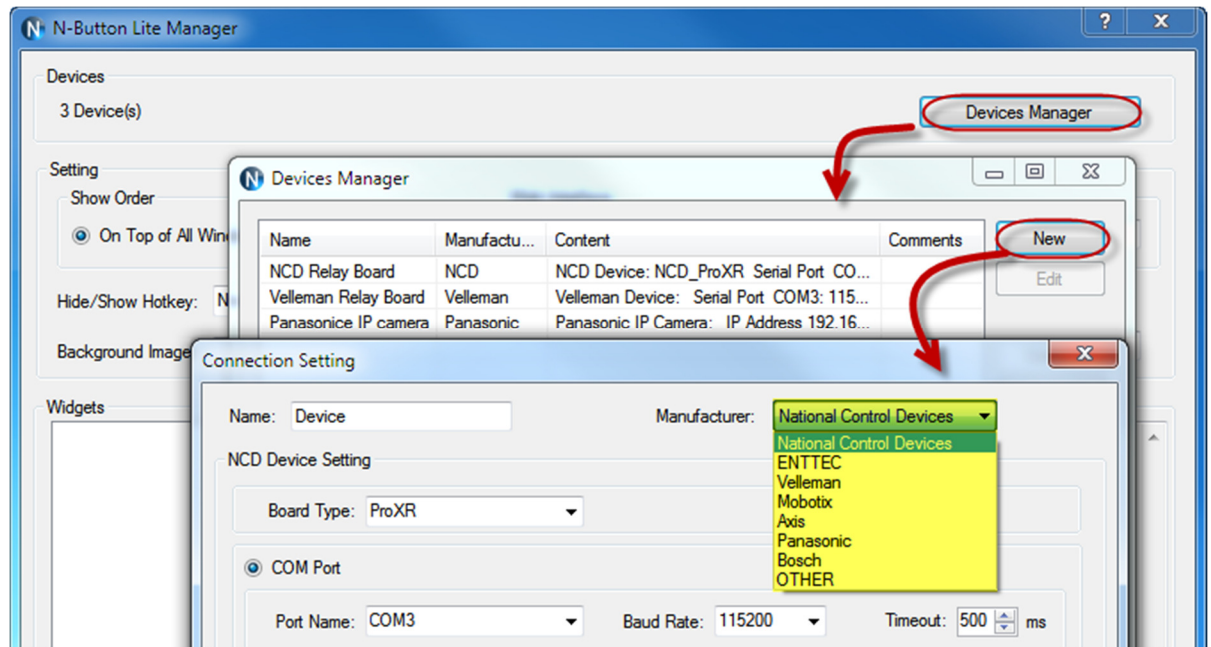 N-Button Lite Manager
Devices
3 Device(s)
Devices Manager
Setting
Show Order
On Top of All Wind
Hide/Show Hotkey: N
Background Image
Widgets
Devices Manager
Name Manufactu... Content Comments
NCD Relay Board NCD NCD Device: NCD_ProXR Serial Port CO...
Velleman Relay Board Velleman Velleman Device: Serial Port COM3: 115...
Panasonice IP camera Panasonic Panasonic IP Camera: IP Address 192.16...
New
Edit
Connection Setting
Name: Device Manufacturer: National Control Devices
National Control Devices
ENTTEC
Velleman
Mobotix
Axis
Panasonic
Bosch
OTHER
NCD Device Setting
Board Type: ProXR
COM Port
Port Name: COM3 Baud Rate: 115200 Timeout: 500 ms